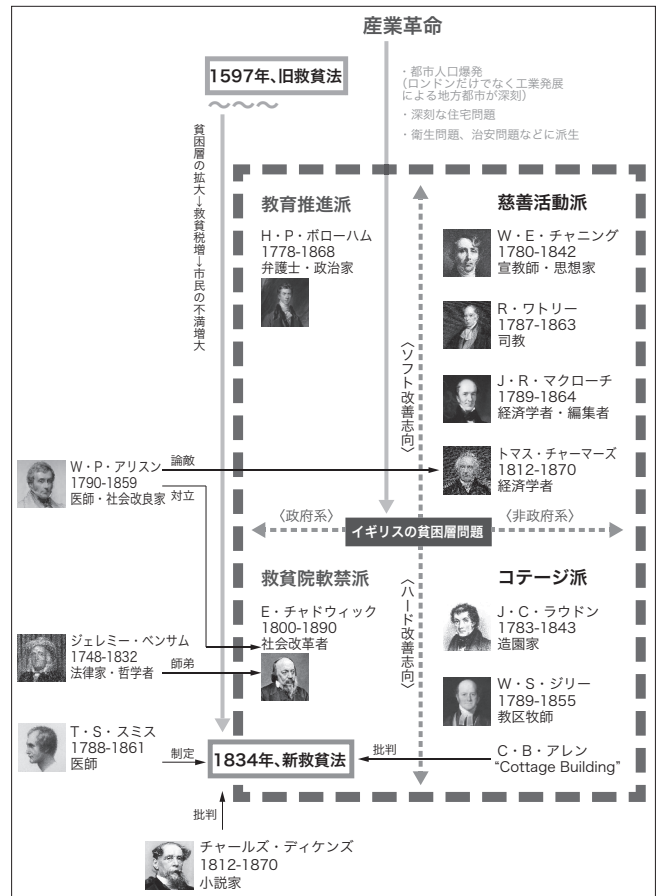 産業革命
1597年、旧救貧法
・都市人口爆発
（ロンドンだけでなく工業発展
による地方都市が深刻）
・深刻な住宅問題
・衛生問題、治安問題などに派生
貧困層の拡大→救貧税増→市民の不満増大
教育推進派
H・P・ボローハム
1778-1868
弁護士・政治家
慈善活動派
W・E・チャニング
1780-1842
宣教師・思想家
R・ワトリー
1787-1863
司教
J・R・マクローチ
1789-1864
経済学者・編集者
トマス・チャーマーズ
1812-1870
経済学者
〈ソフト改善志向〉
W・P・アリスン
1790-1859
医師・社会改良家
論敵
対立
〈政府系〉
イギリスの貧困層問題
〈非政府系〉
救貧院軟禁派
E・チャドウィック
1800-1890
社会改革者
〈ハード改善志向〉
コテージ派
J・C・ラウドン
1783-1843
造園家
W・S・ジリー
1789-1855
教区牧師
ジェレミー・ベンサム
1748-1832
法律家・哲学者
師弟
T・S・スミス
1788-1861
医師
制定
1834年、新救貧法
批判
C・B・アレン
“Cottage Building”
批判
チャールズ・ディケンズ
1812-1870
小説家